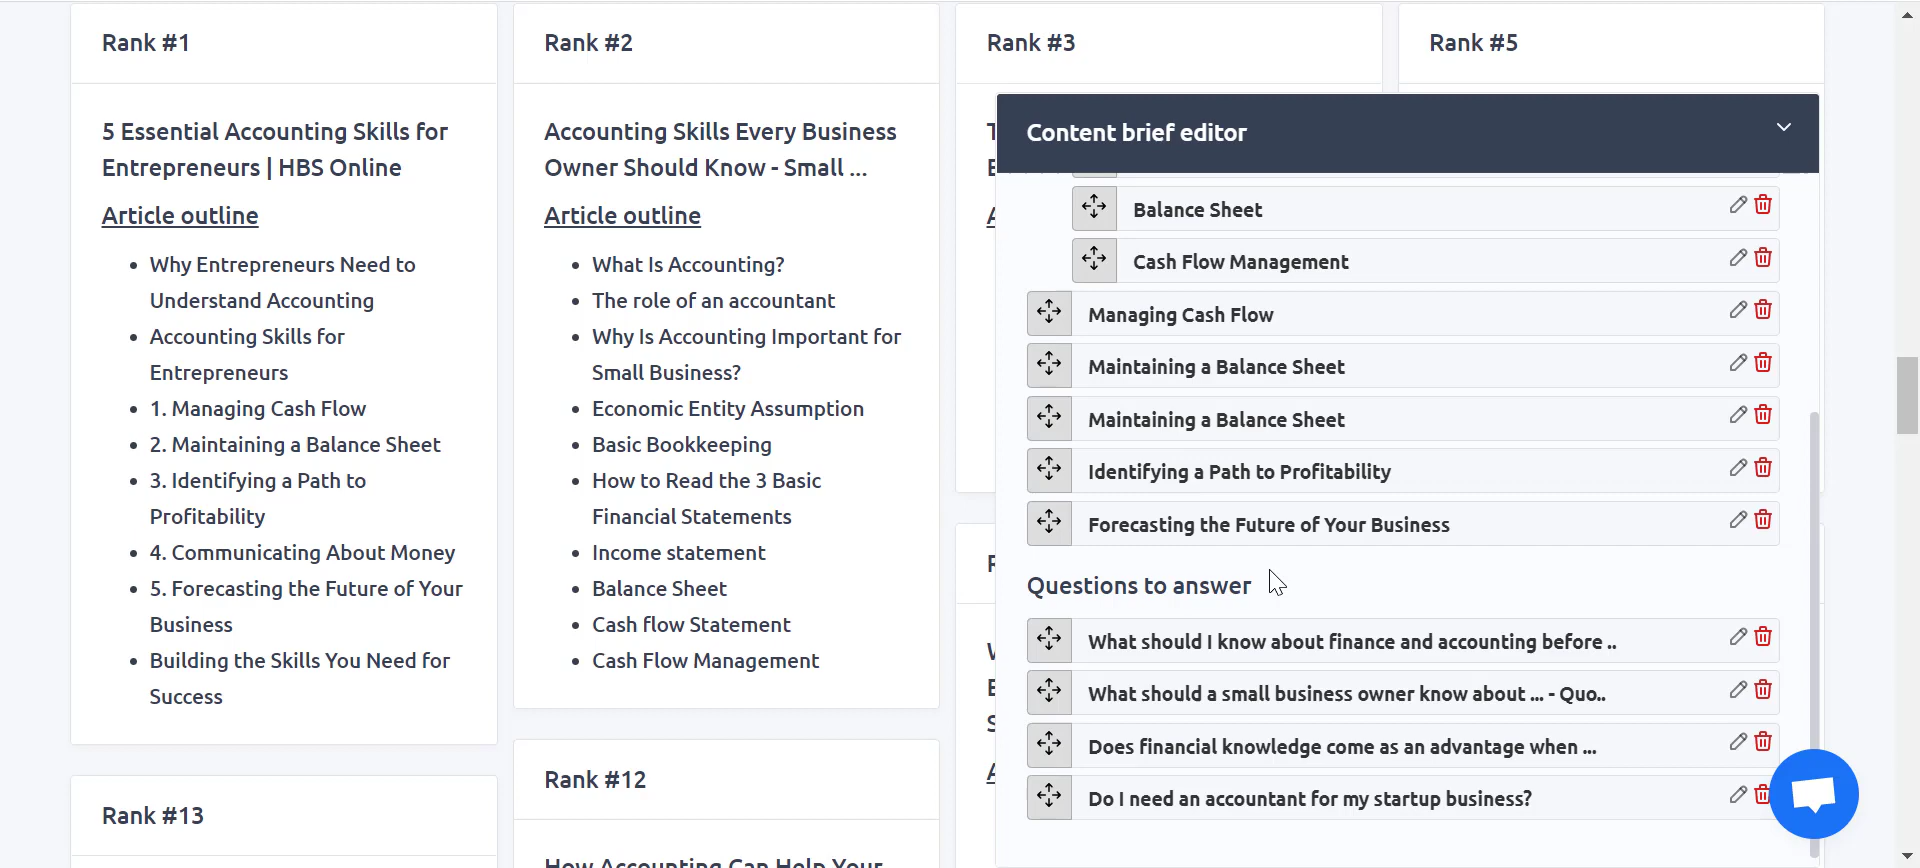 Rank #1
5 Essential Accounting Skills for
Entrepreneurs | HBS Online
Article outline
• Why Entrepreneurs Need to
Understand Accounting
• Accounting Skills for
Entrepreneurs
• 1. Managing Cash Flow
• 2. Maintaining a Balance Sheet
• 3. Identifying a Path to
Profitability
• 4. Communicating About Money
• 5. Forecasting the Future of Your
Business
• Building the Skills You Need for
Success
Rank #13
Rank #2
Accounting Skills Every Business
Owner Should Know - Small ...
Article outline
• What Is Accounting?
• The role of an accountant
• Why Is Accounting Important for
Small Business?
• Economic Entity Assumption
• Basic Bookkeeping
• How to Read the 3 Basic
Financial Statements
• Income statement
• Balance Sheet
• Cash flow Statement
• Cash Flow Management
Rank #12
How Accounting Can Help Your
Rank #3
Rank #5
Content brief editor
Balance Sheet
Cash Flow Management
Managing Cash Flow
Maintaining a Balance Sheet
Maintaining a Balance Sheet
Identifying a Path to Profitability
Forecasting the Future of Your Business
Questions to answer
What should I know about finance and accounting before ..
What should a small business owner know about ... - Quo..
Does financial knowledge come as an advantage when ...
Do I need an accountant for my startup business?